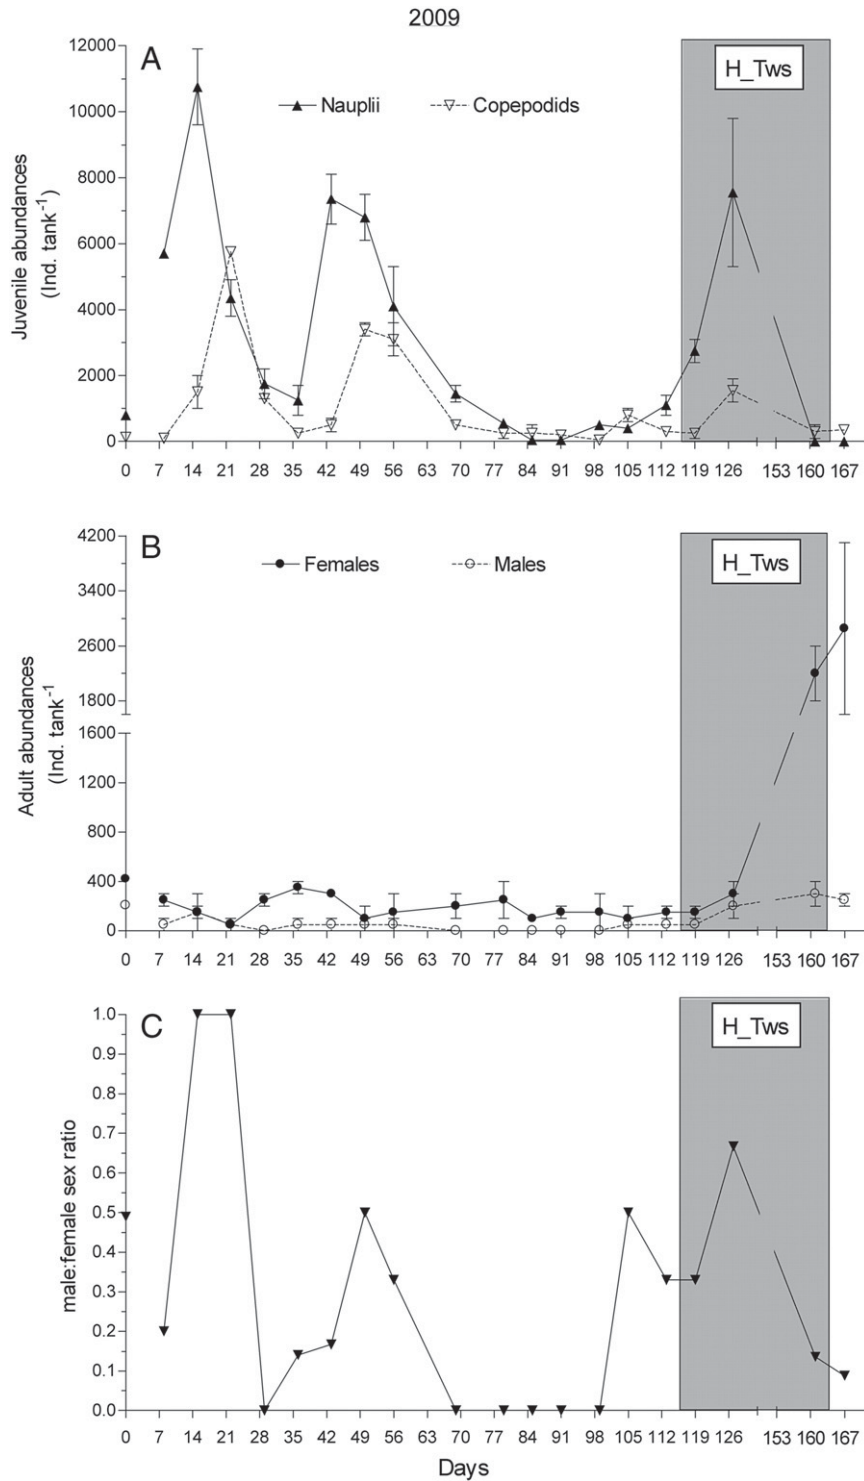 2009
A
H_Tws
Nauplii Copepodids
Juvenile abundances
(Ind. tank-1)
12000
10000
8000
6000
4000
2000
0
0 7 14 21 28 35 42 49 56 63 70 77 84 91 98 105 112 119 126 153 160 167
B
H_Tws
Females Males
Adult abundances
(Ind. tank-1)
4200
3400
2600
1800
1600
1200
800
400
0
0 7 14 21 28 35 42 50 56 63 70 77 84 91 98 105 112 119 126 153 160 167
C
H_Tws
male:female sex ratio
1.0
0.9
0.8
0.7
0.6
0.5
0.4
0.3
0.2
0.1
0.0
0 7 14 21 28 35 42 50 56 63 70 77 84 91 98 105 112 119 126 153 160 167
Days